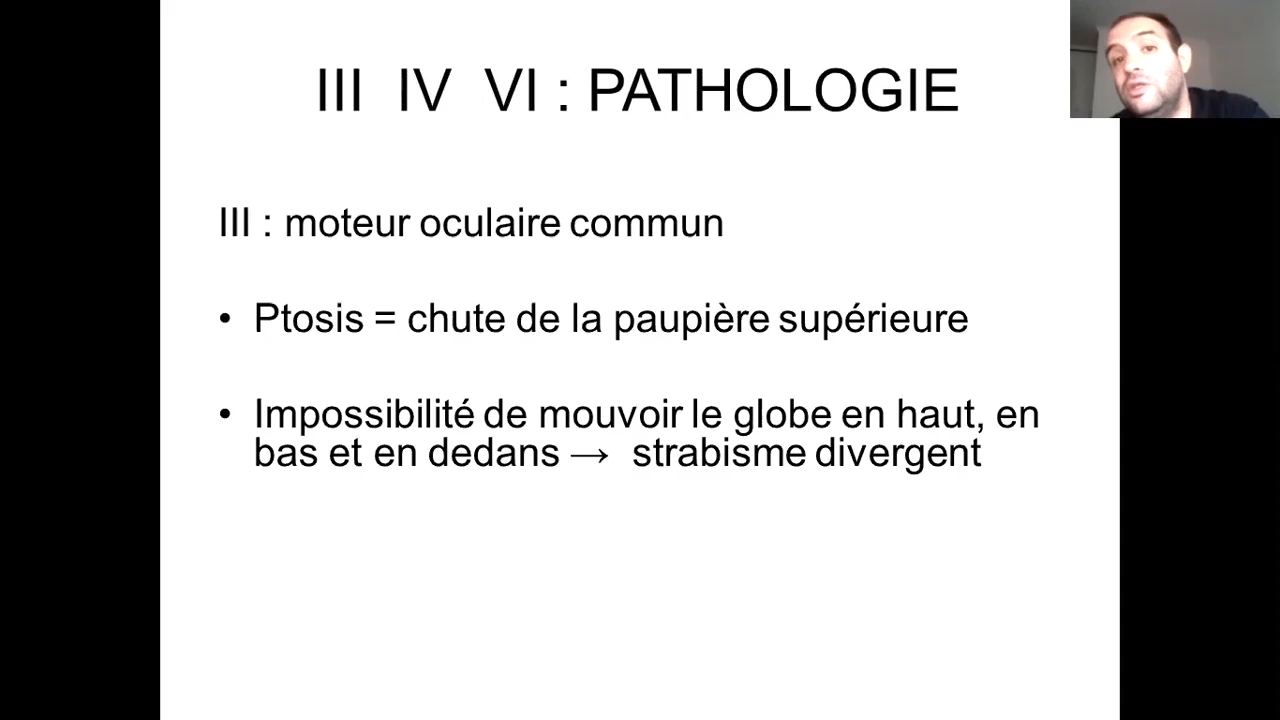 III IV VI : PATHOLOGIE
III : moteur oculaire commun
• Ptosis = chute de la paupière supérieure
• Impossibilité de mouvoir le globe en haut, en
bas et en dedans → strabisme divergent